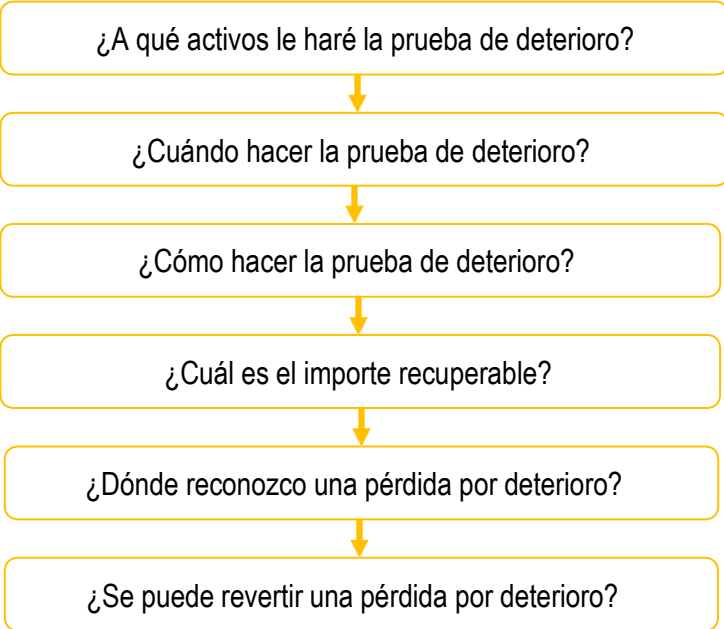 ¿A qué activos le haré la prueba de deterioro?
¿Cuándo hacer la prueba de deterioro?
¿Cómo hacer la prueba de deterioro?
¿Cuál es el importe recuperable?
¿Dónde reconozco una pérdida por deterioro?
¿Se puede revertir una pérdida por deterioro?